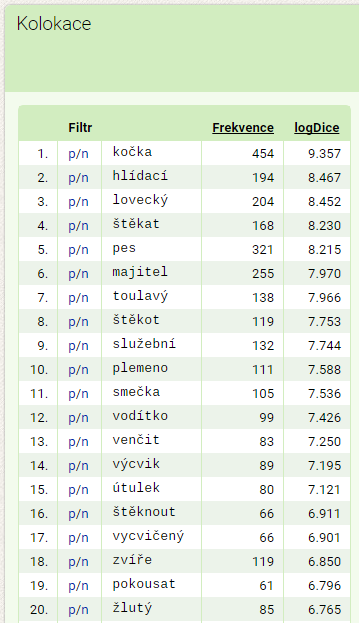 Kolokace
Filtr Frekvence logDice
1. p/n kočka 454 9.357
2. p/n hlídací 194 8.467
3. p/n lovecký 204 8.452
4. p/n štěkat 168 8.230
5. p/n pes 321 8.215
6. p/n majitel 255 7.970
7. p/n toulavý 138 7.966
8. p/n štěkot 119 7.753
9. p/n služební 132 7.744
10. p/n plemeno 111 7.588
11. p/n smečka 105 7.536
12. p/n vodítko 99 7.426
13. p/n venčit 83 7.250
14. p/n výcvik 89 7.195
15. p/n útulek 80 7.121
16. p/n štěknout 66 6.911
17. p/n vycvičený 66 6.901
18. p/n zvíře 119 6.850
19. p/n pokousat 61 6.796
20. p/n žlutý 85 6.765